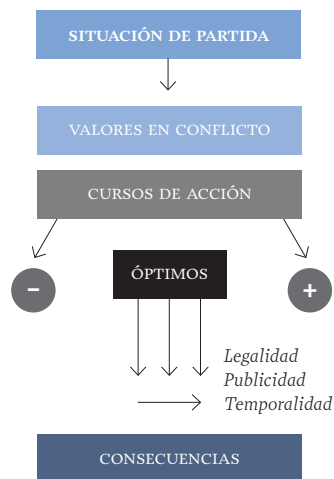 SITUACIÓN DE PARTIDA
VALORES EN CONFLICTO
CURSOS DE ACCIÓN
ÓPTIMOS
–
+
Legalidad
Publicidad
Temporalidad
CONSECUENCIAS